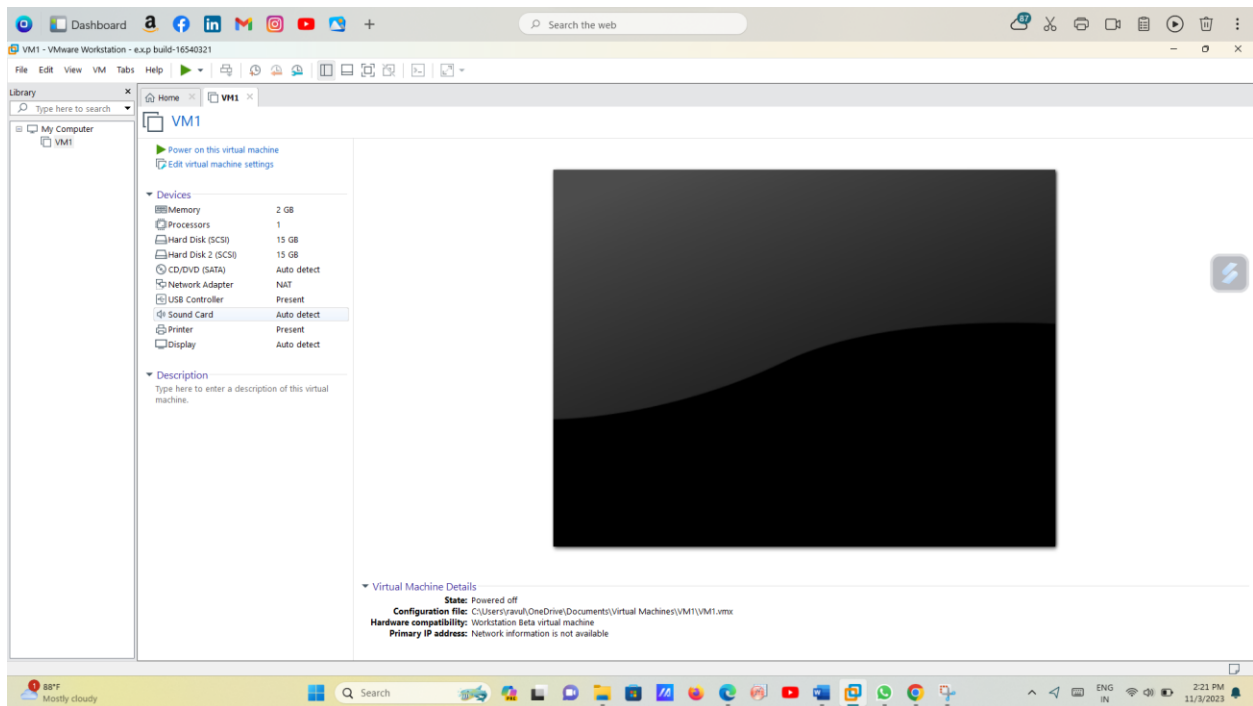 Dashboard
Search the web
87
VM1 - VMware Workstation - e.x.p build-16540321
File Edit View VM Tabs Help
Library
Type here to search
My Computer
VM1
Home
VM1
VM1
Power on this virtual machine
Edit virtual machine settings
Devices
Memory 2 GB
Processors 1
Hard Disk (SCSI) 15 GB
Hard Disk 2 (SCSI) 15 GB
CD/DVD (SATA) Auto detect
Network Adapter NAT
USB Controller Present
Sound Card Auto detect
Printer Present
Display Auto detect
Description
Type here to enter a description of this virtual
machine.
Virtual Machine Details
State: Powered off
Configuration file: C:\Users\ravul\OneDrive\Documents\Virtual Machines\VM1\VM1.vmx
Hardware compatibility: Workstation Beta virtual machine
Primary IP address: Network information is not available
1
88°F
Mostly cloudy
Search
ENG
IN
2:21 PM
11/3/2023